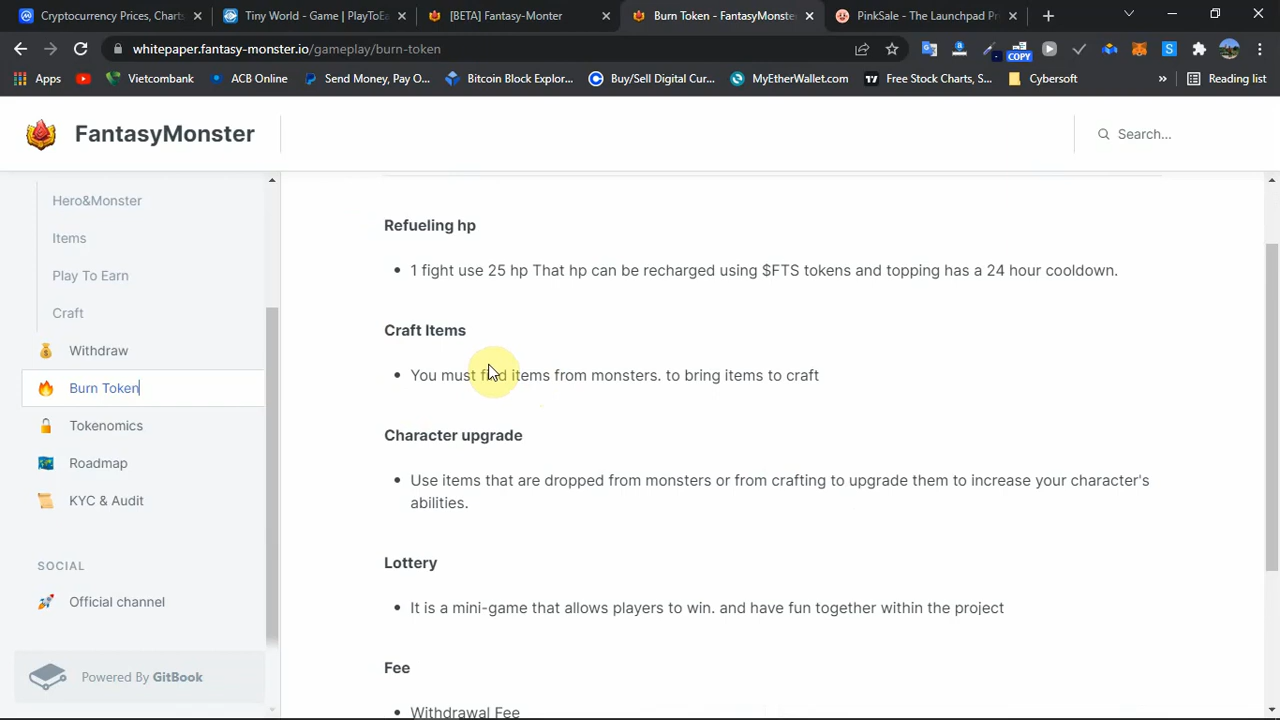 Cryptocurrency Prices, Charts
Tiny World - Game | PlayToEa
[BETA] Fantasy-Monter
Burn Token - FantasyMonste
PinkSale - The Launchpad Pr
whitepaper.fantasy-monster.io/gameplay/burn-token
COPY
Apps
Vietcombank
ACB Online
Send Money, Pay O...
Bitcoin Block Explor...
Buy/Sell Digital Cur...
MyEtherWallet.com
Free Stock Charts, S...
Cybersoft
»
Reading list
FantasyMonster
Search...
Hero&Monster
Items
Play To Earn
Craft
Withdraw
Burn Token
Tokenomics
Roadmap
KYC & Audit
SOCIAL
Official channel
Powered By GitBook
Refueling hp
• 1 fight use 25 hp That hp can be recharged using $FTS tokens and topping has a 24 hour cooldown.
Craft Items
• You must find items from monsters. to bring items to craft
Character upgrade
• Use items that are dropped from monsters or from crafting to upgrade them to increase your character's
abilities.
Lottery
• It is a mini-game that allows players to win. and have fun together within the project
Fee
• Withdrawal Fee